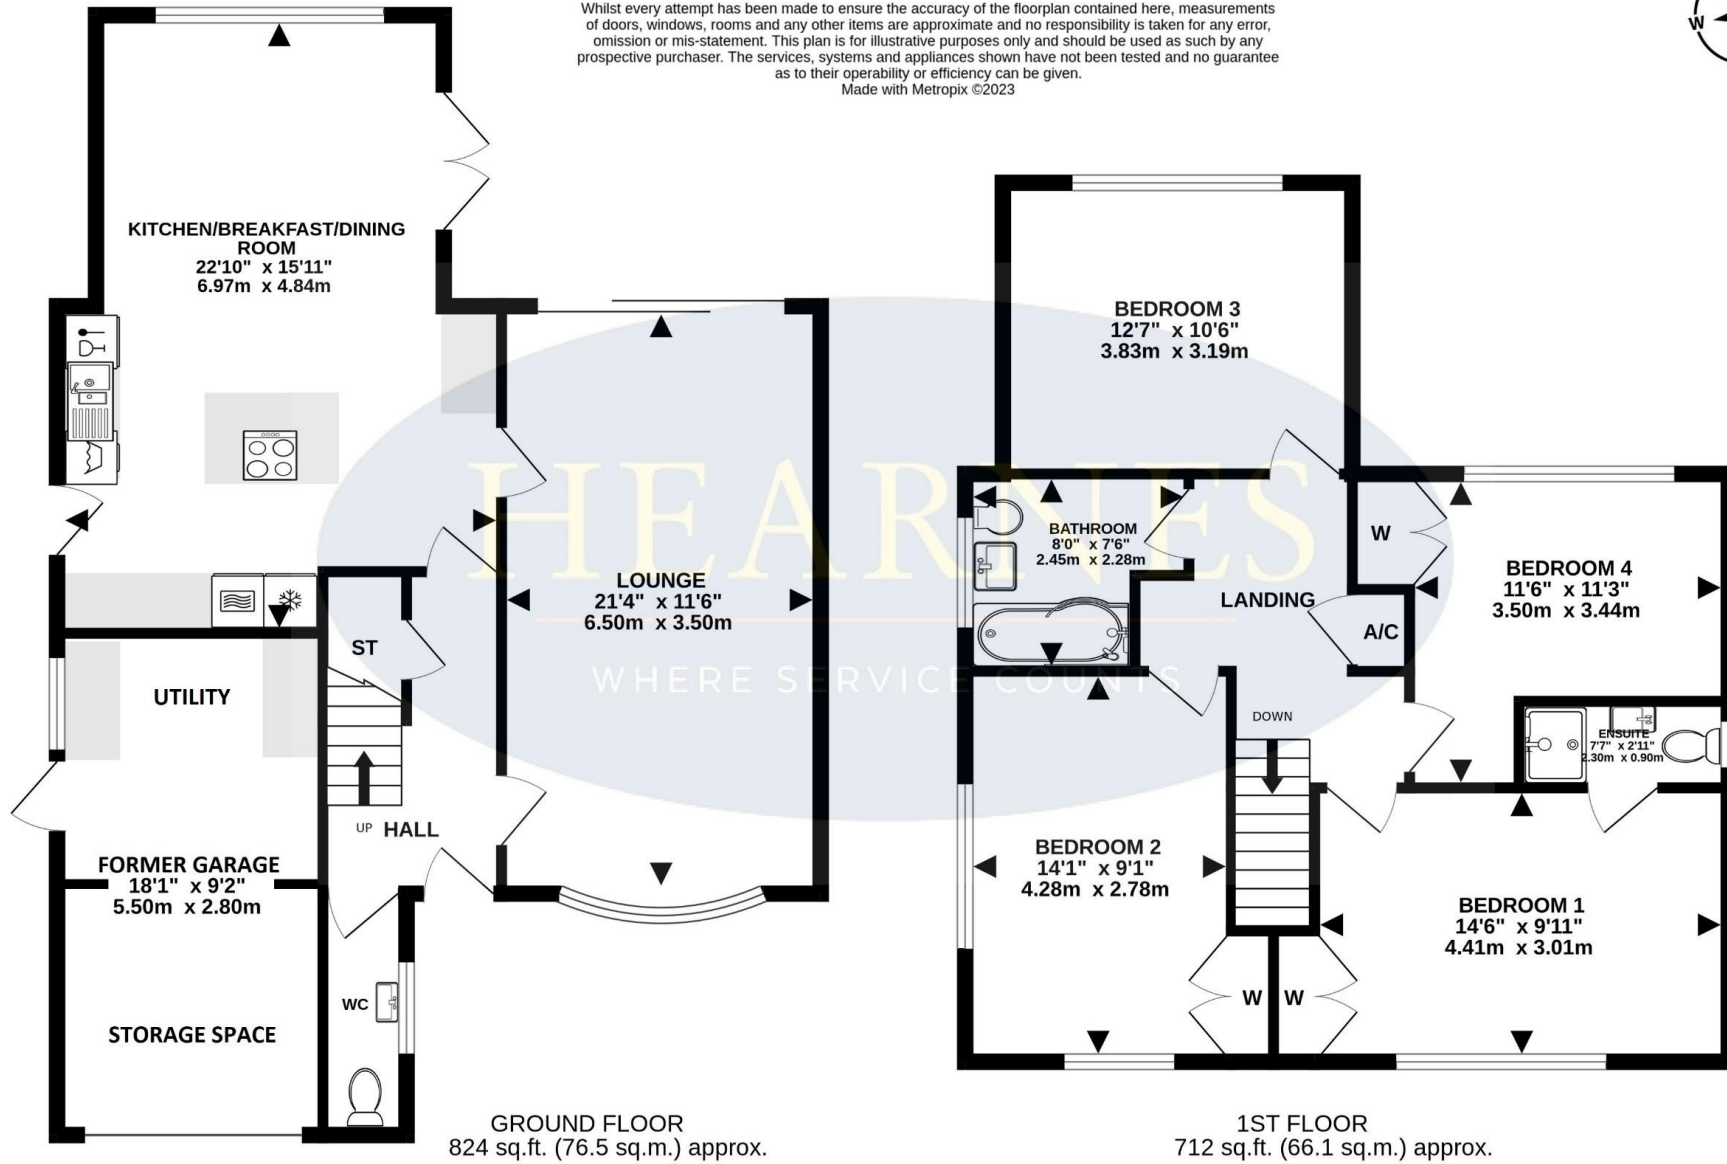 Whilst every attempt has been made to ensure the accuracy of the floorplan contained here, measurements
of doors, windows, rooms and any other items are approximate and no responsibility is taken for any error,
omission or mis-statement. This plan is for illustrative purposes only and should be used as such by any
prospective purchaser. The services, systems and appliances shown have not been tested and no guarantee
as to their operability or efficiency can be given.
Made with Metropix ©2023
W
KITCHEN/BREAKFAST/DINING
ROOM
22'10" x 15'11"
6.97m x 4.84m
LOUNGE
21'4" x 11'6"
6.50m x 3.50m
ST
UTILITY
UP HALL
FORMER GARAGE
18'1" x 9'2"
5.50m x 2.80m
WC
STORAGE SPACE
GROUND FLOOR
824 sq.ft. (76.5 sq.m.) approx.
HEARNES
WHERE SERVICE COUNTS
BEDROOM 3
12'7" x 10'6"
3.83m x 3.19m
BATHROOM
8'0" x 7'6"
2.45m x 2.28m
W
LANDING
A/C
BEDROOM 4
11'6" x 11'3"
3.50m x 3.44m
DOWN
ENSUITE
7'7" x 2'11"
2.30m x 0.90m
BEDROOM 2
14'1" x 9'1"
4.28m x 2.78m
BEDROOM 1
14'6" x 9'11"
4.41m x 3.01m
W W
1ST FLOOR
712 sq.ft. (66.1 sq.m.) approx.